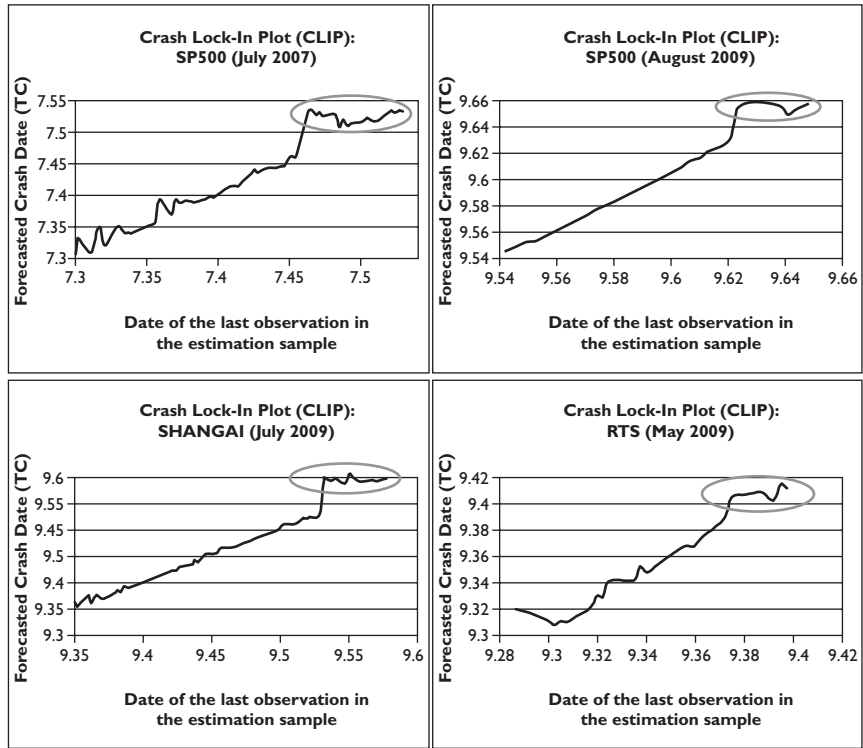 Crash Lock-In Plot (CLIP):
SP500 (July 2007)
Forecasted Crash Date (TC)
7.55
7.5
7.45
7.4
7.35
7.3
7.3
7.35
7.4
7.45
7.5
Date of the last observation in
the estimation sample
Crash Lock-In Plot (CLIP):
SP500 (August 2009)
Forecasted Crash Date (TC)
9.66
9.64
9.62
9.6
9.58
9.56
9.54
9.54
9.56
9.58
9.6
9.62
9.64
9.66
Date of the last observation in
the estimation sample
Crash Lock-In Plot (CLIP):
SHANGAI (July 2009)
Forecasted Crash Date (TC)
9.6
9.55
9.45
9.5
9.4
9.35
9.3
9.35
9.4
9.45
9.5
9.55
9.6
Date of the last observation in
the estimation sample
Crash Lock-In Plot (CLIP):
RTS (May 2009)
Forecasted Crash Date (TC)
9.42
9.4
9.38
9.36
9.34
9.32
9.3
9.28
9.3
9.32
9.34
9.36
9.38
9.4
9.42
Date of the last observation in
the estimation sample